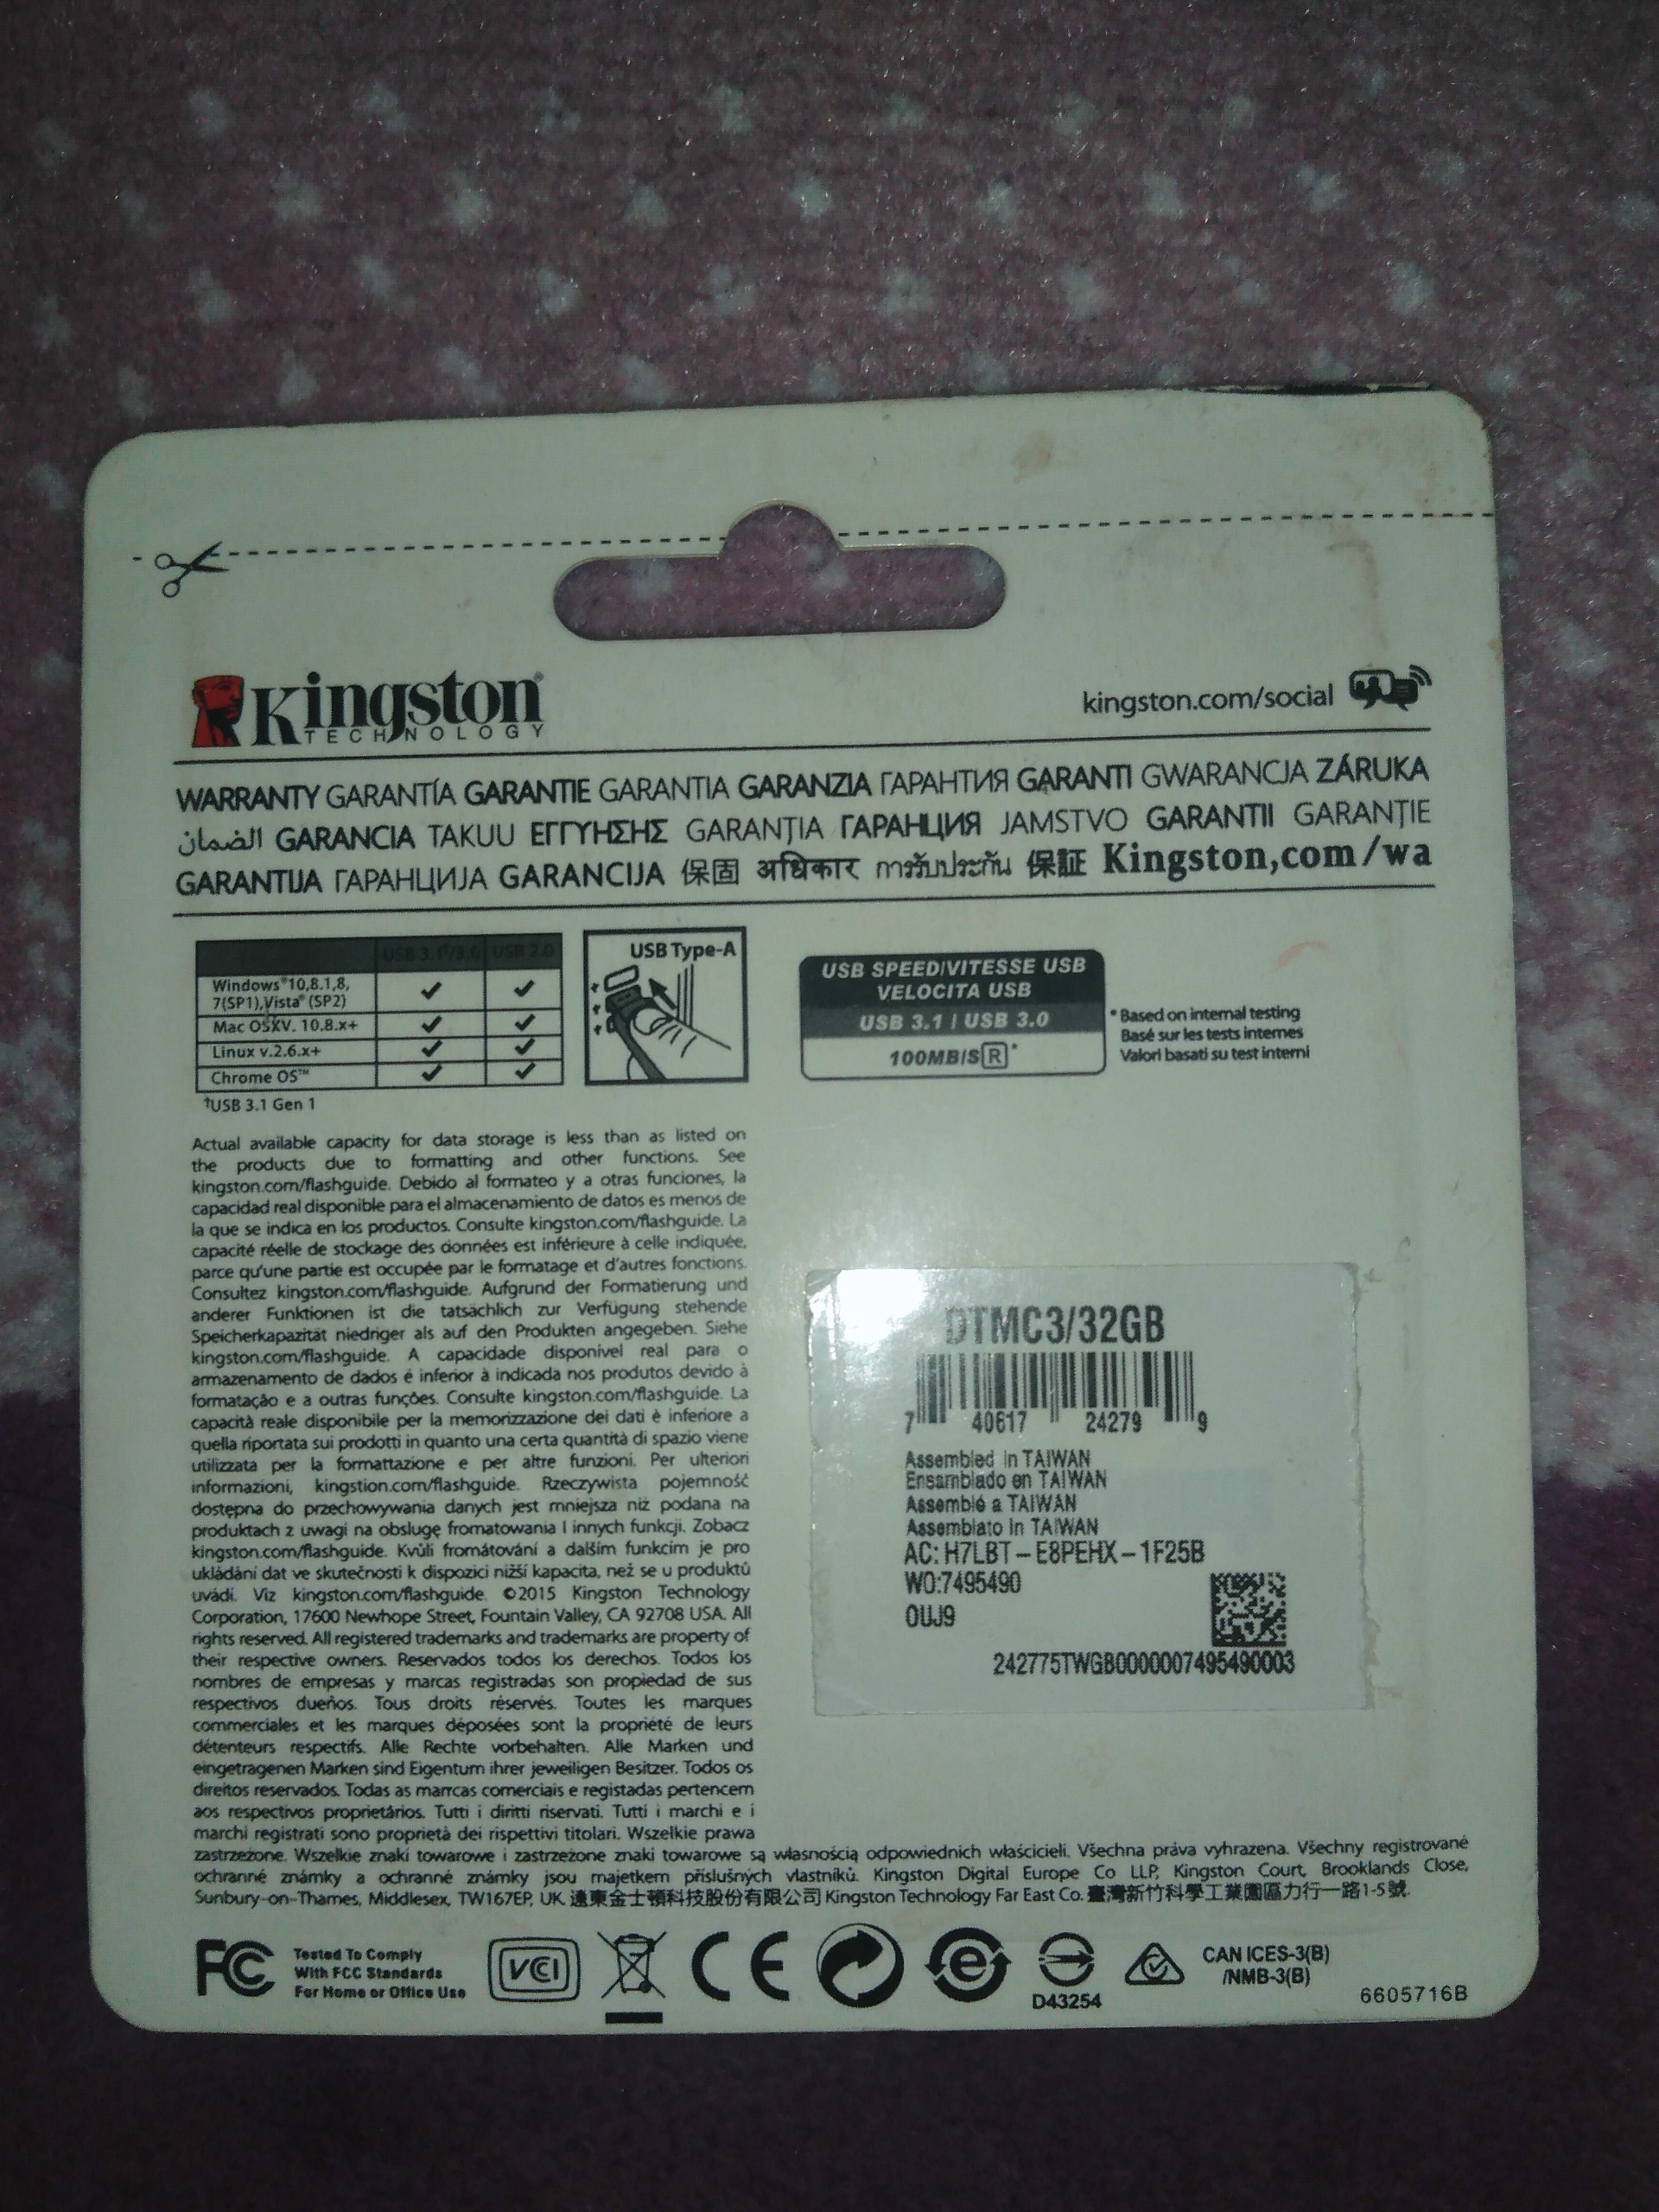 Kingston®
TECHNOLOGY
kingston.com/social
WARRANTY GARANTÍA GARANTIE GARANTIA GARANZIA ГАРАНТИЯ GARANTI GWARANCJA ZÁRUKA
الضمان GARANCIA TAKUU ΕΓΓΥΗΣΗΣ GARANȚIA ГАРАНЦИЯ JAMSTVO GARANTII GARANȚIE
GARANTIJA ГАРАНЦИЈА GARANCIJA 保固 अधिकार การรับประกัน 保証 Kingston,com/wa
USB 3.1†/3.0 USB 2.0
Windows®10,8.1,8,
7(SP1),Vista® (SP2)
✓ ✓
Mac OSXV. 10.8.x+ ✓ ✓
Linux v.2.6.x+ ✓ ✓
Chrome OS™ ✓ ✓
†USB 3.1 Gen 1
USB Type-A
USB SPEED/VITESSE USB
VELOCITA USB
USB 3.1 / USB 3.0
100MB/S R *
* Based on internal testing
Basé sur les tests internes
Valori basati su test interni
Actual available capacity for data storage is less than as listed on
the products due to formatting and other functions. See
kingston.com/flashguide. Debido al formateo y a otras funciones, la
capacidad real disponible para el almacenamiento de datos es menos de
la que se indica en los productos. Consulte kingston.com/flashguide. La
capacité réelle de stockage des données est inférieure à celle indiquée,
parce qu'une partie est occupée par le formatage et d'autres fonctions.
Consultez kingston.com/flashguide. Aufgrund der Formatierung und
anderer Funktionen ist die tatsächlich zur Verfügung stehende
Speicherkapazität niedriger als auf den Produkten angegeben. Siehe
kingston.com/flashguide. A capacidade disponível real para o
armazenamento de dados é inferior à indicada nos produtos devido à
formatação e a outras funções. Consulte kingston.com/flashguide. La
capacità reale disponibile per la memorizzazione dei dati è inferiore a
quella riportata sui prodotti in quanto una certa quantità di spazio viene
utilizzata per la formattazione e per altre funzioni. Per ulteriori
informazioni, kingstion.com/flashguide. Rzeczywista pojemność
dostępna do przechowywania danych jest mniejsza niż podana na
produktach z uwagi na obsługę fromatowania I innych funkcji. Zobacz
kingston.com/flashguide. Kvůli fromátování a dalším funkcím je pro
ukládání dat ve skutečnosti k dispozici nižší kapacita, než se u produktů
uvádí. Viz kingston.com/flashguide. ©2015 Kingston Technology
Corporation, 17600 Newhope Street, Fountain Valley, CA 92708 USA. All
rights reserved. All registered trademarks and trademarks are property of
their respective owners. Reservados todos los derechos. Todos los
nombres de empresas y marcas registradas son propiedad de sus
respectivos dueños. Tous droits réservés. Toutes les marques
commerciales et les marques déposées sont la propriété de leurs
détenteurs respectifs. Alle Rechte vorbehalten. Alle Marken und
eingetragenen Marken sind Eigentum ihrer jeweiligen Besitzer. Todos os
direitos reservados. Todas as marrcas comerciais e registadas pertencem
aos respectivos proprietários. Tutti i diritti riservati. Tutti i marchi e i
marchi registrati sono proprietà dei rispettivi titolari. Wszelkie prawa
zastrzeżone. Wszelkie znaki towarowe i zastrzeżone znaki towarowe są własnością odpowiednich właścicieli. Všechna práva vyhrazena. Všechny registrované
ochranné známky a ochranné známky jsou majetkem příslušných vlastníků. Kingston Digital Europe Co LLP, Kingston Court, Brooklands Close,
Sunbury-on-Thames, Middlesex, TW167EP, UK 遠東金士頓科技股份有限公司 Kingston Technology Far East Co. 臺灣新竹科學工業園區力行一路1-5號.
DTMC3/32GB
7 40617 24279 9
Assembled in TAIWAN
Ensamblado en TAIWAN
Assemblé a TAIWAN
Assemblato in TAIWAN
AC: H7LBT – E8PEHX – 1F25B
WO:7495490
0UJ9
242775TWGB0000007495490003
FC
Tested To Comply
With FCC Standards
For Home or Office Use
VCI
CE
e
D43254
CAN ICES-3(B)
/NMB-3(B)
6605716B